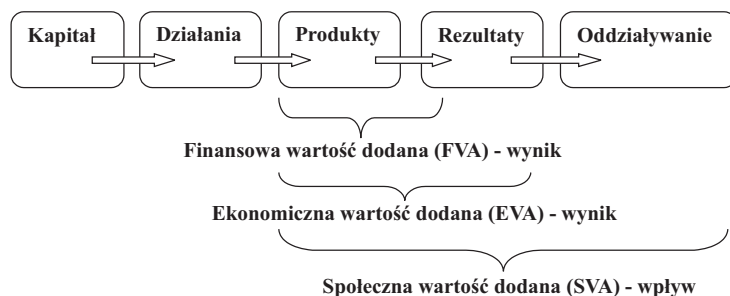 Kapitał Działania Produkty Rezultaty Oddziaływanie
Finansowa wartość dodana (FVA) - wynik
Ekonomiczna wartość dodana (EVA) - wynik
Społeczna wartość dodana (SVA) - wpływ